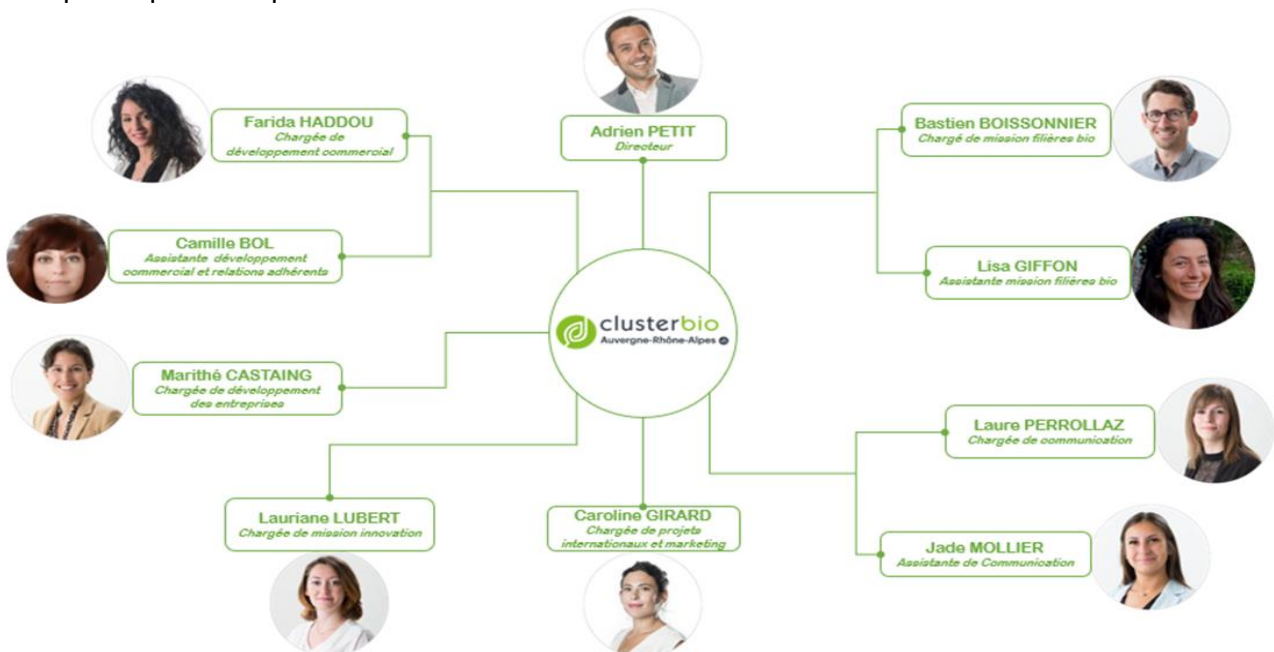 Adrien PETIT
Directeur
Farida HADDOU
Chargée de
développement commercial
Bastien BOISSONNIER
Chargé de mission filières bio
Camille BOL
Assistante développement
commercial et relations adhérents
Lisa GIFFON
Assistante mission filières bio
clusterbio
Auvergne-Rhône-Alpes
Marithé CASTAING
Chargée de développement
des entreprises
Laure PERROLLAZ
Chargée de communication
Lauriane LUBERT
Chargée de mission innovation
Caroline GIRARD
Chargée de projets
internationaux et marketing
Jade MOLLIER
Assistante de Communication